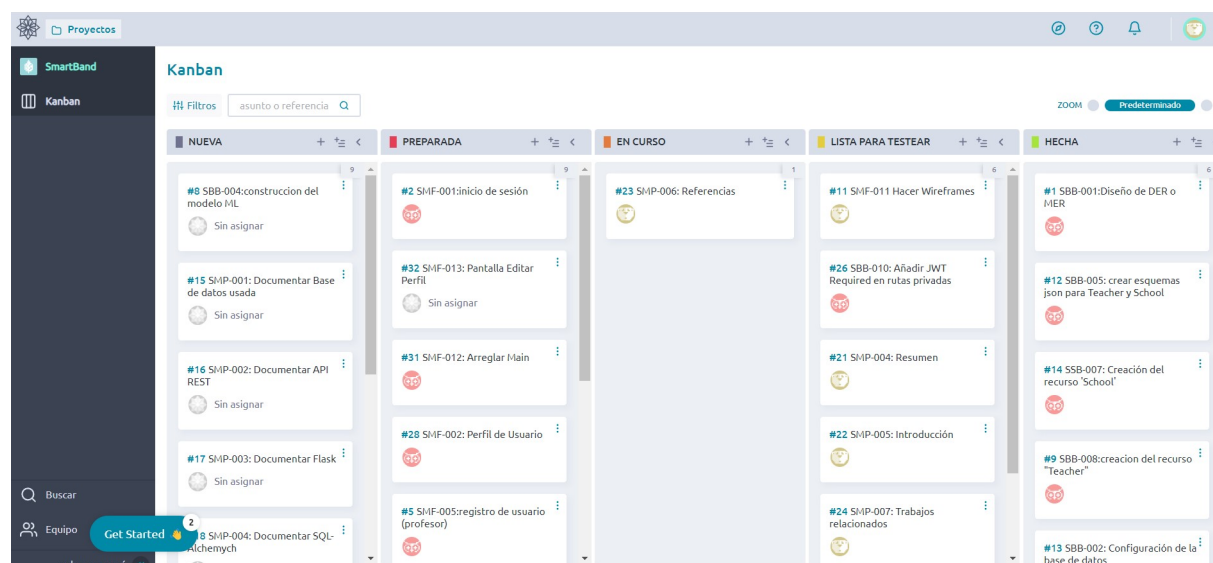 Proyectos
SmartBand
Kanban
Kanban
Filtros
asunto o referencia
ZOOM
Predeterminado
NUEVA
9
#8 SBB-004:construccion del
modelo ML
Sin asignar
#15 SMP-001: Documentar Base
de datos usada
Sin asignar
#16 SMP-002: Documentar API
REST
Sin asignar
#17 SMP-003: Documentar Flask
Sin asignar
8 SMP-004: Documentar SQL-
Alchemych
PREPARADA
9
#2 SMF-001:inicio de sesión
#32 SMF-013: Pantalla Editar
Perfil
Sin asignar
#31 SMF-012: Arreglar Main
#28 SMF-002: Perfil de Usuario
#5 SMF-005:registro de usuario
(profesor)
EN CURSO
1
#23 SMP-006: Referencias
LISTA PARA TESTEAR
6
#11 SMF-011 Hacer Wireframes
#26 SBB-010: Añadir JWT
Required en rutas privadas
#21 SMP-004: Resumen
#22 SMP-005: Introducción
#24 SMP-007: Trabajos
relacionados
HECHA
6
#1 SBB-001:Diseño de DER o
MER
#12 SBB-005: crear esquemas
json para Teacher y School
#14 SSB-007: Creación del
recurso 'School'
#9 SBB-008:creacion del recurso
"Teacher"
#13 SBB-002: Configuración de la
base de datos
Buscar
Equipo
Get Started
2